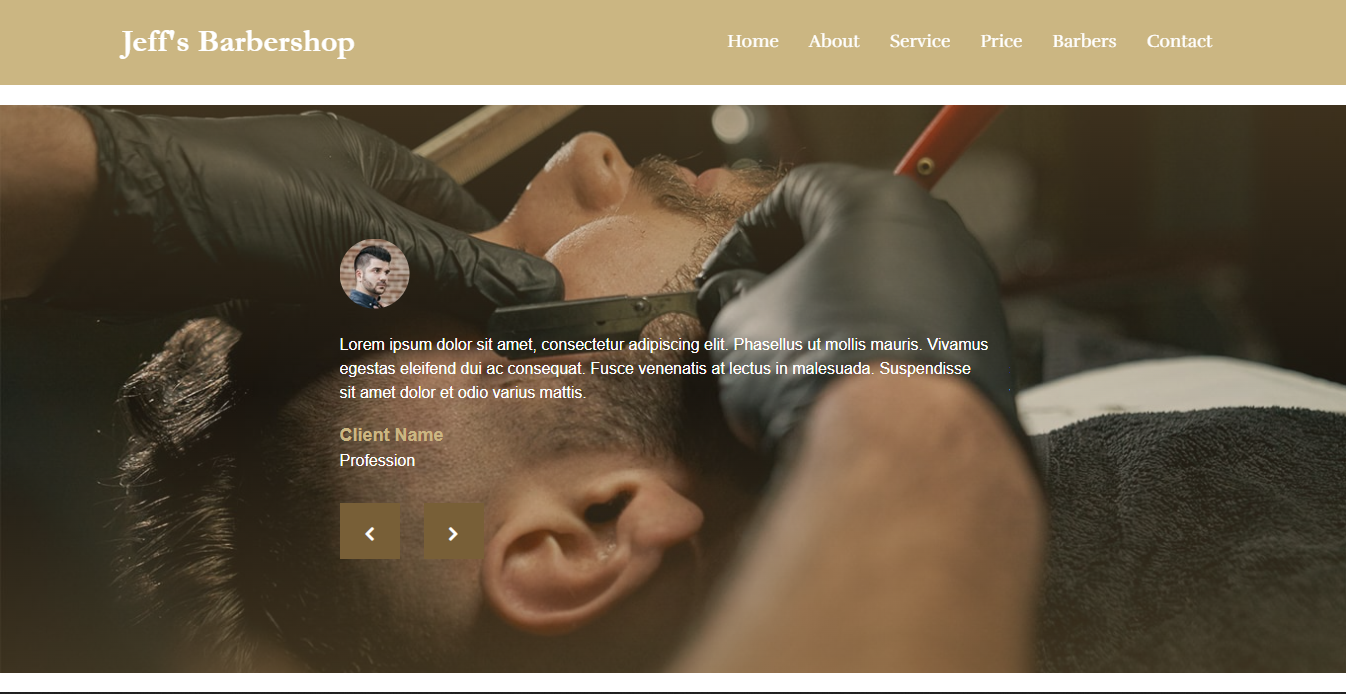 Jeff's Barbershop
Home About Service Price Barbers Contact
Lorem ipsum dolor sit amet, consectetur adipiscing elit. Phasellus ut mollis mauris. Vivamus
egestas eleifend dui ac consequat. Fusce venenatis at lectus in malesuada. Suspendisse
sit amet dolor et odio varius mattis.
Client Name
Profession